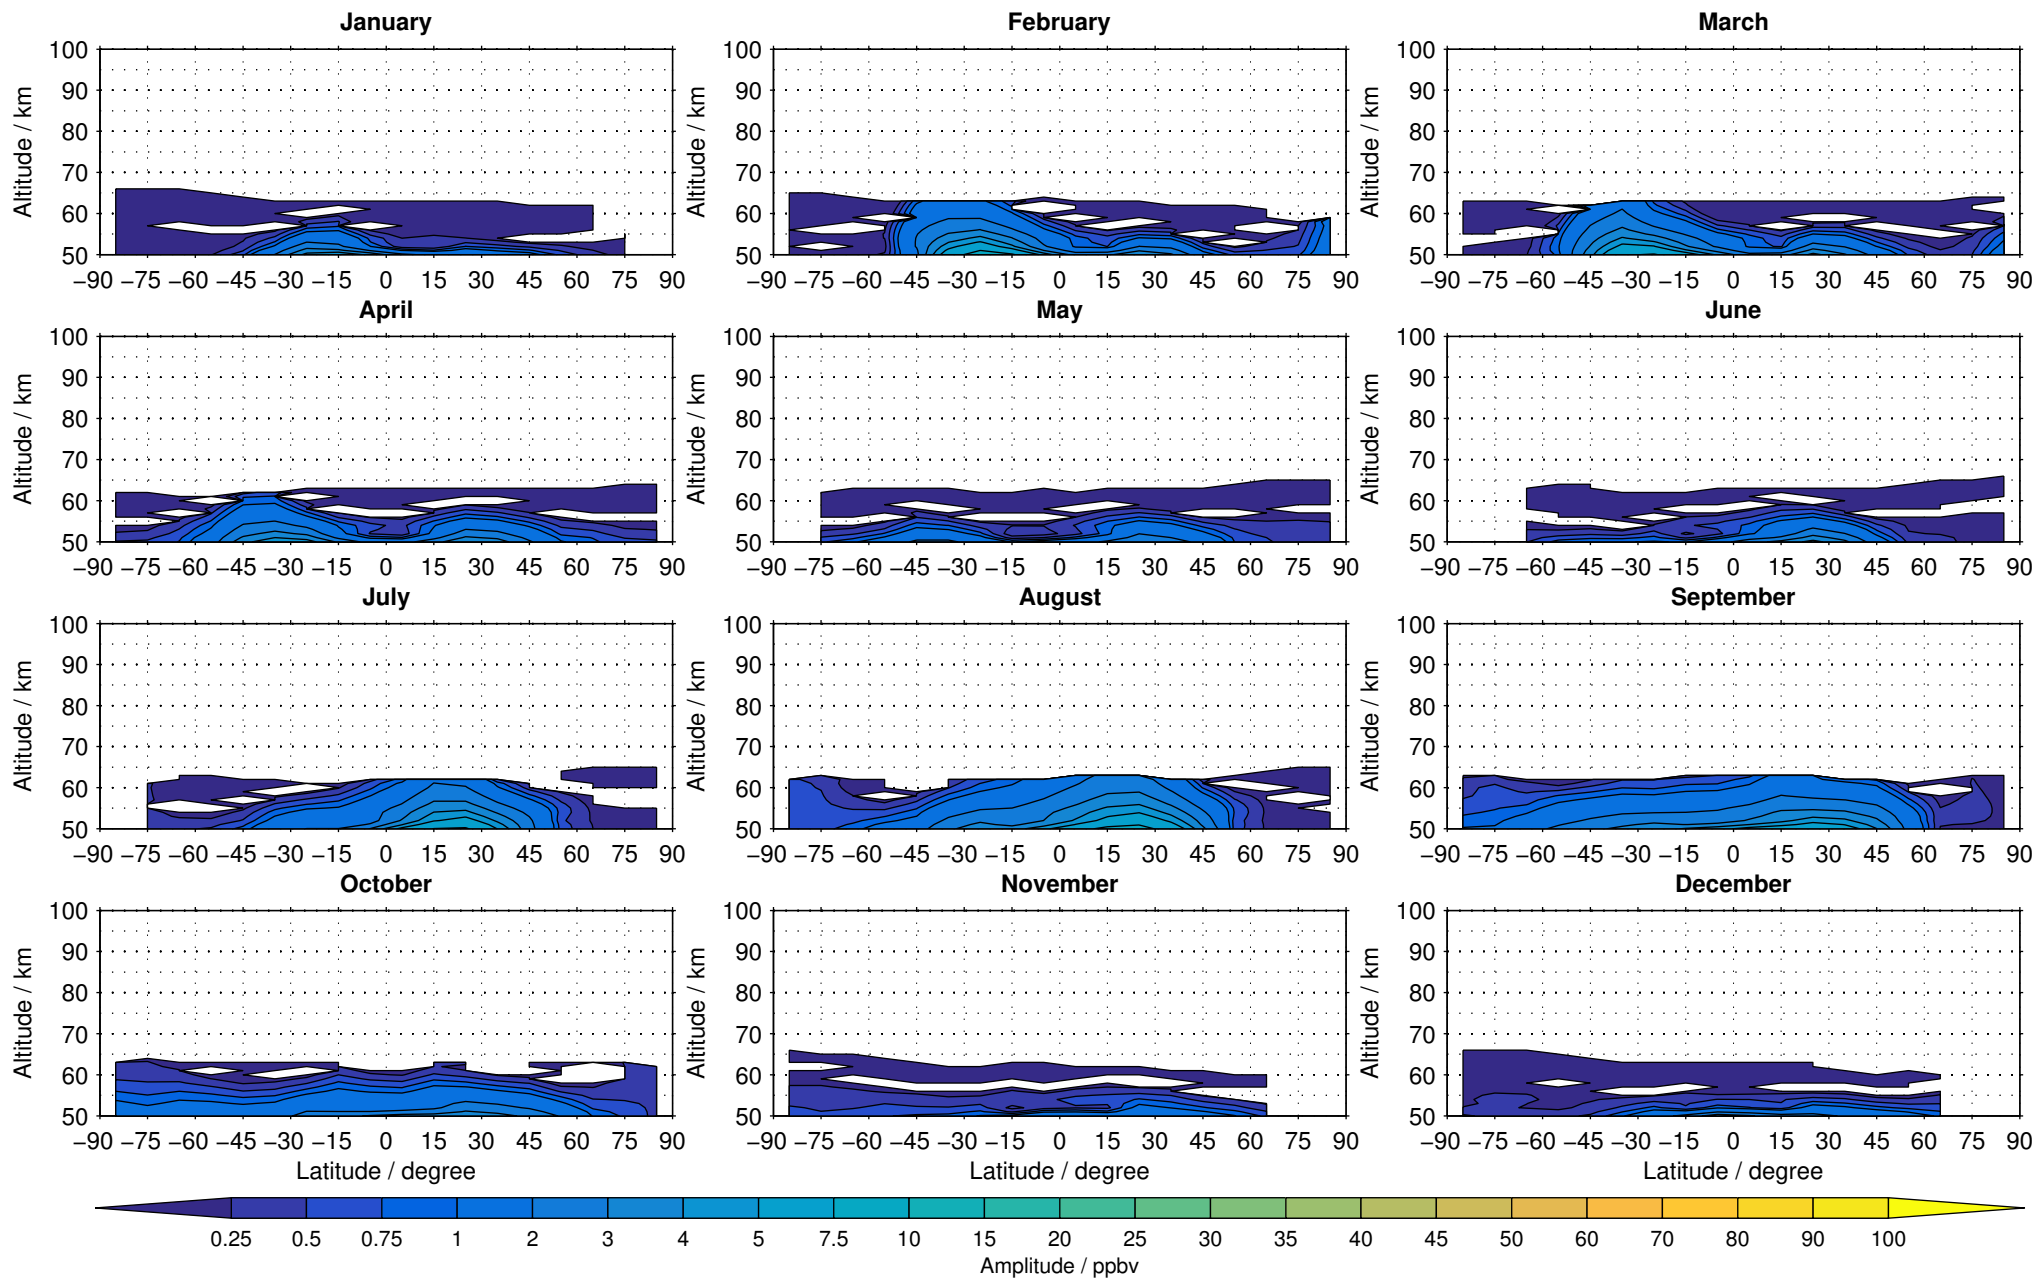 January February March
100 100 100
90 90 90
80 80 80
70 70 70
60 60 60
50 50 50
Altitude / km Altitude / km Altitude / km
−90 −75 −60 −45 −30 −15 0 15 30 45 60 75 90 −90 −75 −60 −45 −30 −15 0 15 30 45 60 75 90 −90 −75 −60 −45 −30 −15 0 15 30 45 60 75 90
April May June
100 100 100
90 90 90
80 80 80
70 70 70
60 60 60
50 50 50
Altitude / km Altitude / km Altitude / km
−90 −75 −60 −45 −30 −15 0 15 30 45 60 75 90 −90 −75 −60 −45 −30 −15 0 15 30 45 60 75 90 −90 −75 −60 −45 −30 −15 0 15 30 45 60 75 90
July August September
100 100 100
90 90 90
80 80 80
70 70 70
60 60 60
50 50 50
Altitude / km Altitude / km Altitude / km
−90 −75 −60 −45 −30 −15 0 15 30 45 60 75 90 −90 −75 −60 −45 −30 −15 0 15 30 45 60 75 90 −90 −75 −60 −45 −30 −15 0 15 30 45 60 75 90
October November December
100 100 100
90 90 90
80 80 80
70 70 70
60 60 60
50 50 50
Altitude / km Altitude / km Altitude / km
−90 −75 −60 −45 −30 −15 0 15 30 45 60 75 90 −90 −75 −60 −45 −30 −15 0 15 30 45 60 75 90 −90 −75 −60 −45 −30 −15 0 15 30 45 60 75 90
Latitude / degree Latitude / degree Latitude / degree
0.25 0.5 0.75 1 2 3 4 5 7.5 10 15 20 25 30 35 40 45 50 60 70 80 90 100
Amplitude / ppbv